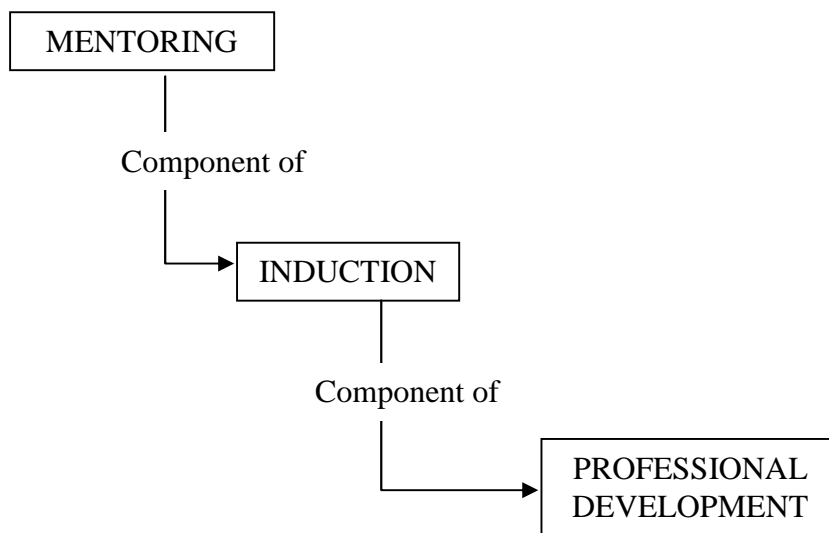 MENTORING
Component of
INDUCTION
Component of
PROFESSIONAL
DEVELOPMENT